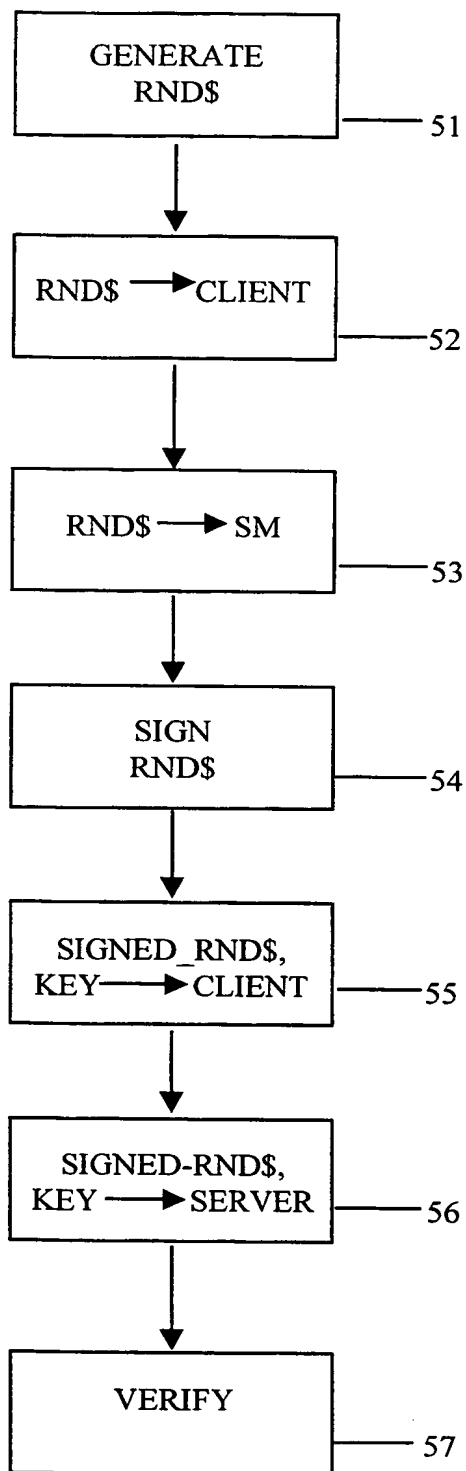 GENERATE
RND$
51
RND$ CLIENT
52
RND$ SM
53
SIGN
RND$
54
SIGNED_RND$,
KEY CLIENT
55
SIGNED-RND$,
KEY SERVER
56
VERIFY
57